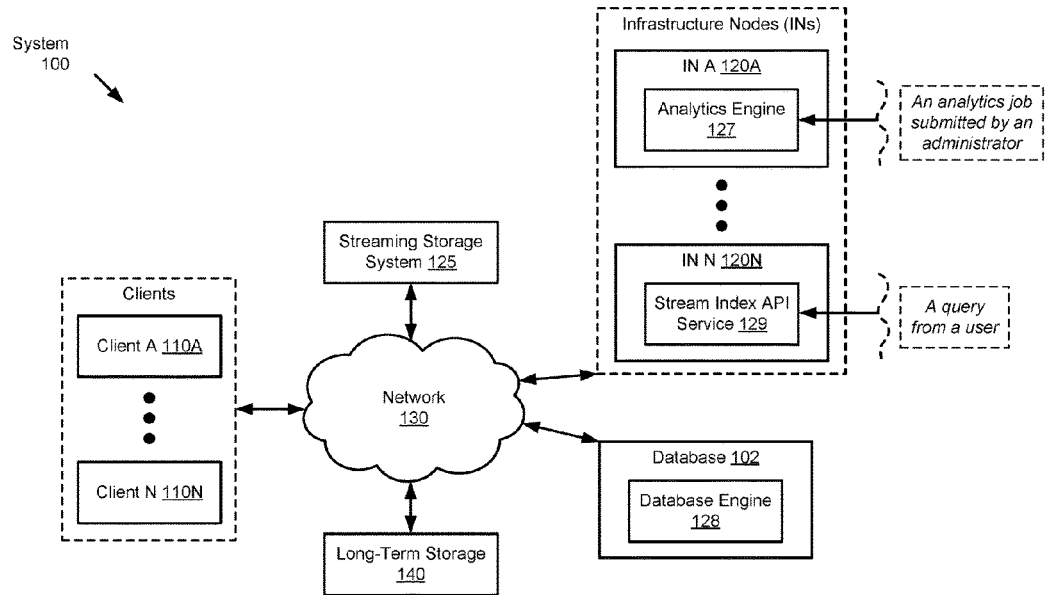 System
100
Infrastructure Nodes (INs)
IN A 120A
Analytics Engine
127
An analytics job
submitted by an
administrator
IN N 120N
Stream Index API
Service 129
A query
from a user
Streaming Storage
System 125
Clients
Client A 110A
Client N 110N
Network
130
Database 102
Database Engine
128
Long-Term Storage
140